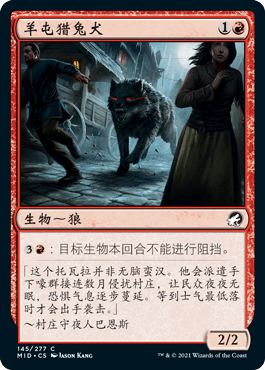 羊屯猎兔犬 1
生物～狼
3：目标生物本回合不能进行阻挡。
「这个托瓦拉并非无脑蛮汉。他会派遣手
下嚎群接连数月侵扰村庄，让民众夜夜无
眠，恐惧气息逐步蔓延。等到士气最低落
时才会出手袭击。」
～村庄守夜人巴恩斯
2/2
145/277 C
MID • CS JASON KANG
™ & © 2021 Wizards of the Coast